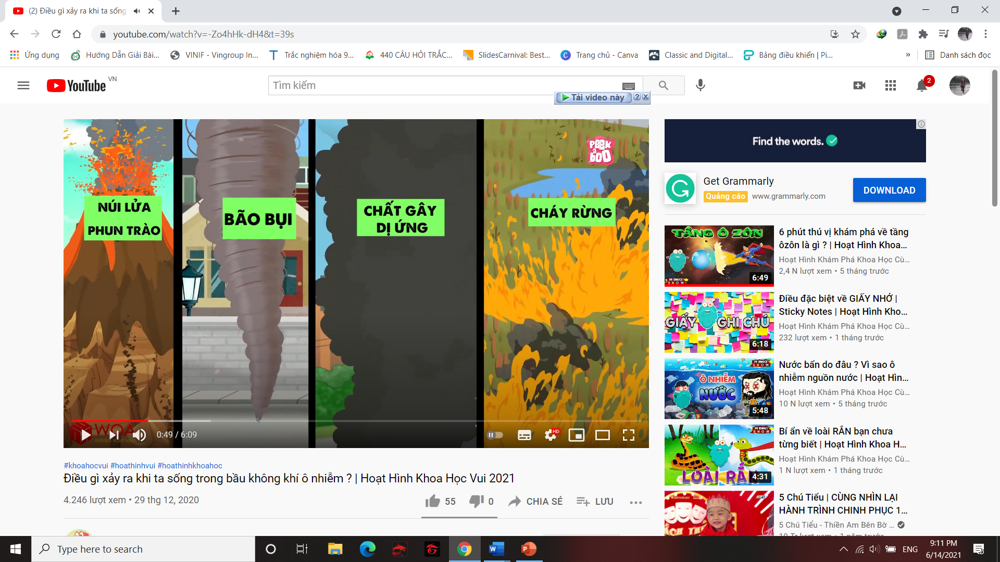 (2) Điều gì xảy ra khi ta sống
youtube.com/watch?v=-Zo4hHk-dH4&t=39s
Ứng dụng
Hướng Dẫn Giải Bài...
VINIF - Vingroup In...
Trắc nghiệm hóa 9...
440 CÂU HỎI TRẮC...
SlidesCarnival: Best...
Trang chủ - Canva
Classic and Digital...
Bảng điều khiển | Pi...
»
Danh sách đọc
YouTube VN
Tìm kiếm
2
Tải video này
NÚI LỬA
PHUN TRÀO
BÃO BỤI
CHẤT GÂY
DỊ ỨNG
CHÁY RỪNG
PEEK
A
BOO
WOA
0:49 / 6:09
HD
#khoahocvui #hoathinhvui #hoathinhkhoahoc
Điều gì xảy ra khi ta sống trong bầu không khí ô nhiễm ? | Hoạt Hình Khoa Học Vui 2021
4.246 lượt xem • 29 thg 12, 2020
55
0
CHIA SẺ
LƯU
Find the words.
Get Grammarly
Quảng cáo www.grammarly.com
DOWNLOAD
TẦNG Ô ZÔN
DR BINOCS
SHOW
6:49
6 phút thú vị khám phá về tầng
ôzôn là gì ? | Hoạt Hình Khoa...
Hoạt Hình Khám Phá Khoa Học Cù...
2,4 N lượt xem • 5 tháng trước
GIẤY GHI CHÚ
6:18
Điều đặc biệt về GIẤY NHỚ |
Sticky Notes | Hoạt Hình Kho...
Hoạt Hình Khám Phá Khoa Học Cù...
232 lượt xem • 1 tháng trước
DR BINOCS
SHOW
Ô NHIỄM
NƯỚC
5:48
Nước bẩn do đâu ? Vì sao ô
nhiễm nguồn nước | Hoạt Hìn...
Hoạt Hình Khám Phá Khoa Học Cù...
10 N lượt xem • 5 tháng trước
DR BINOCS
SHOW
LOÀI RẮN
4:31
Bí ẩn về loài RẮN bạn chưa
từng biết | Hoạt Hình Khoa H...
Hoạt Hình Khám Phá Khoa Học Cù...
1 N lượt xem • 1 tháng trước
5 Chú Tiểu | CÙNG NHÌN LẠI
HÀNH TRÌNH CHINH PHỤC 1...
5 Chú Tiểu - Thiền Am Bên Bờ ...
Type here to search
ENG
9:11 PM
6/14/2021